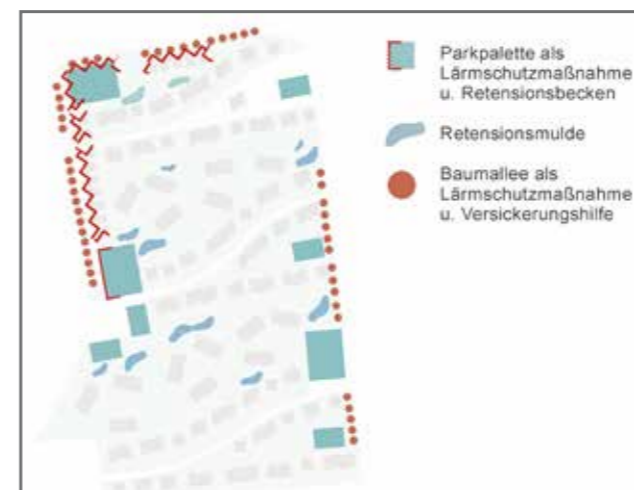 Parkpalette als
Lärmschutzmaßnahme
u. Retensionsbecken
Retensionsmulde
Baumallee als
Lärmschutzmaßnahme
u. Versickerungshilfe